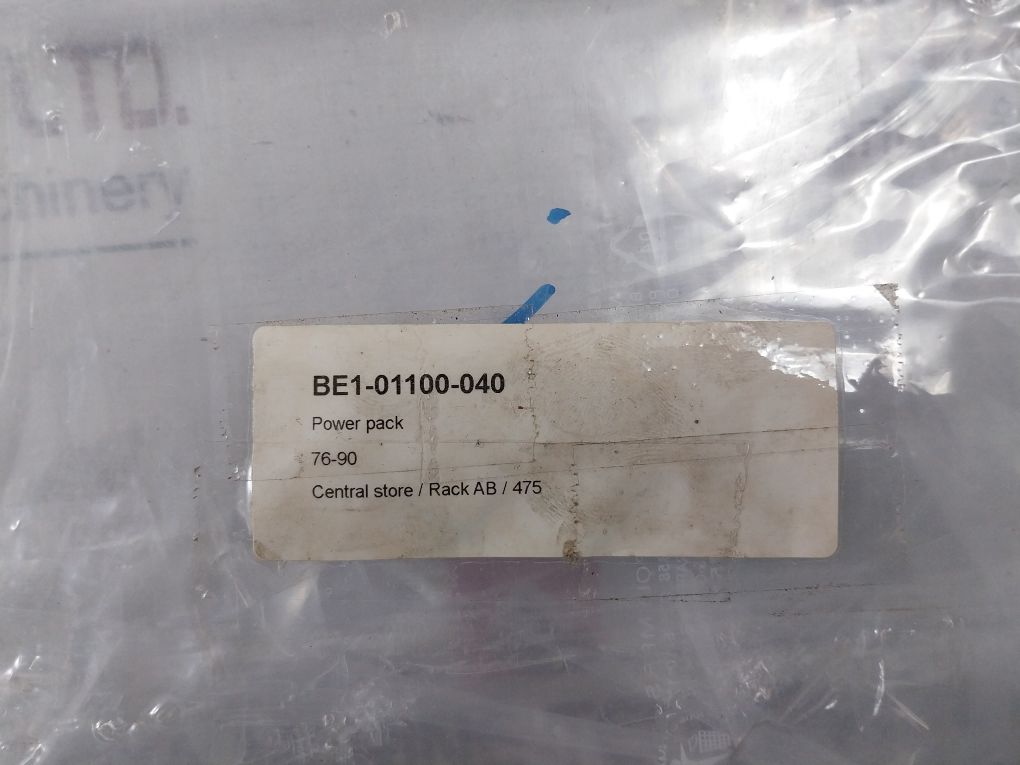 LTD.
chinery
BE1-01100-040
Power pack
76-90
Central store / Rack AB / 475